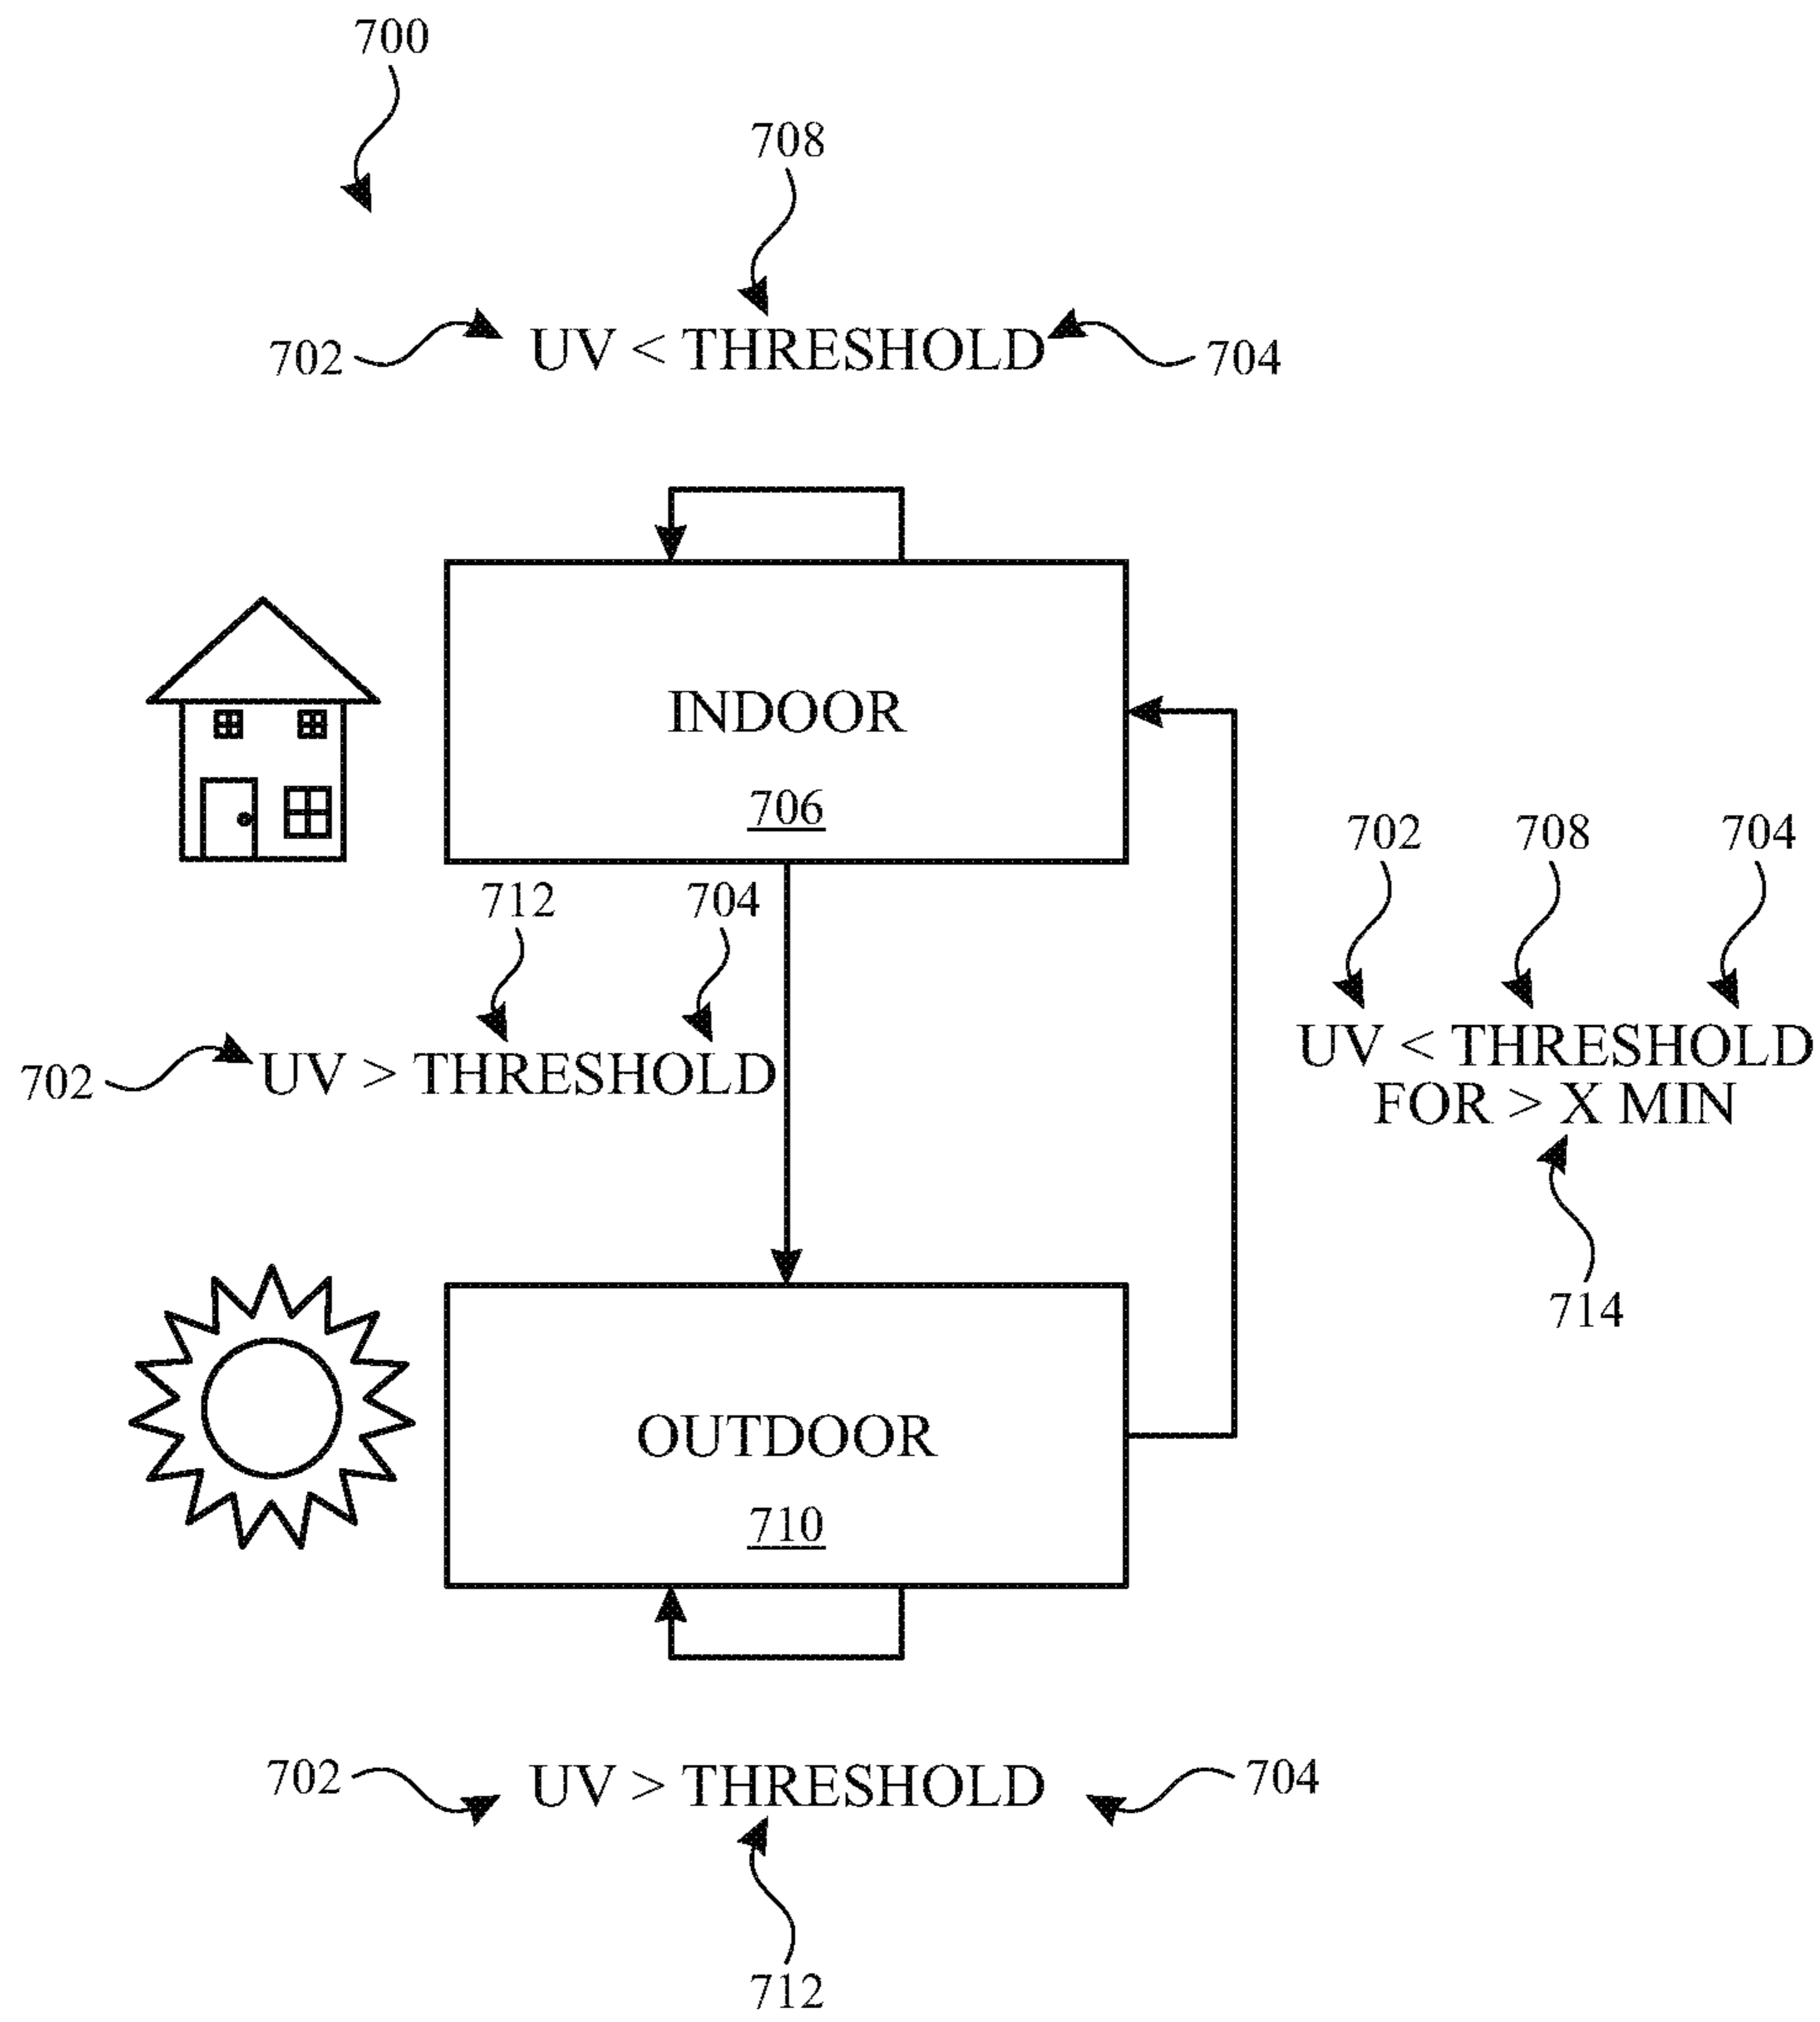 700
708
702 UV < THRESHOLD 704
INDOOR
706
702 708 704
712 704
UV < THRESHOLD
FOR > X MIN
702 UV > THRESHOLD
714
OUTDOOR
710
702 UV > THRESHOLD 704
712